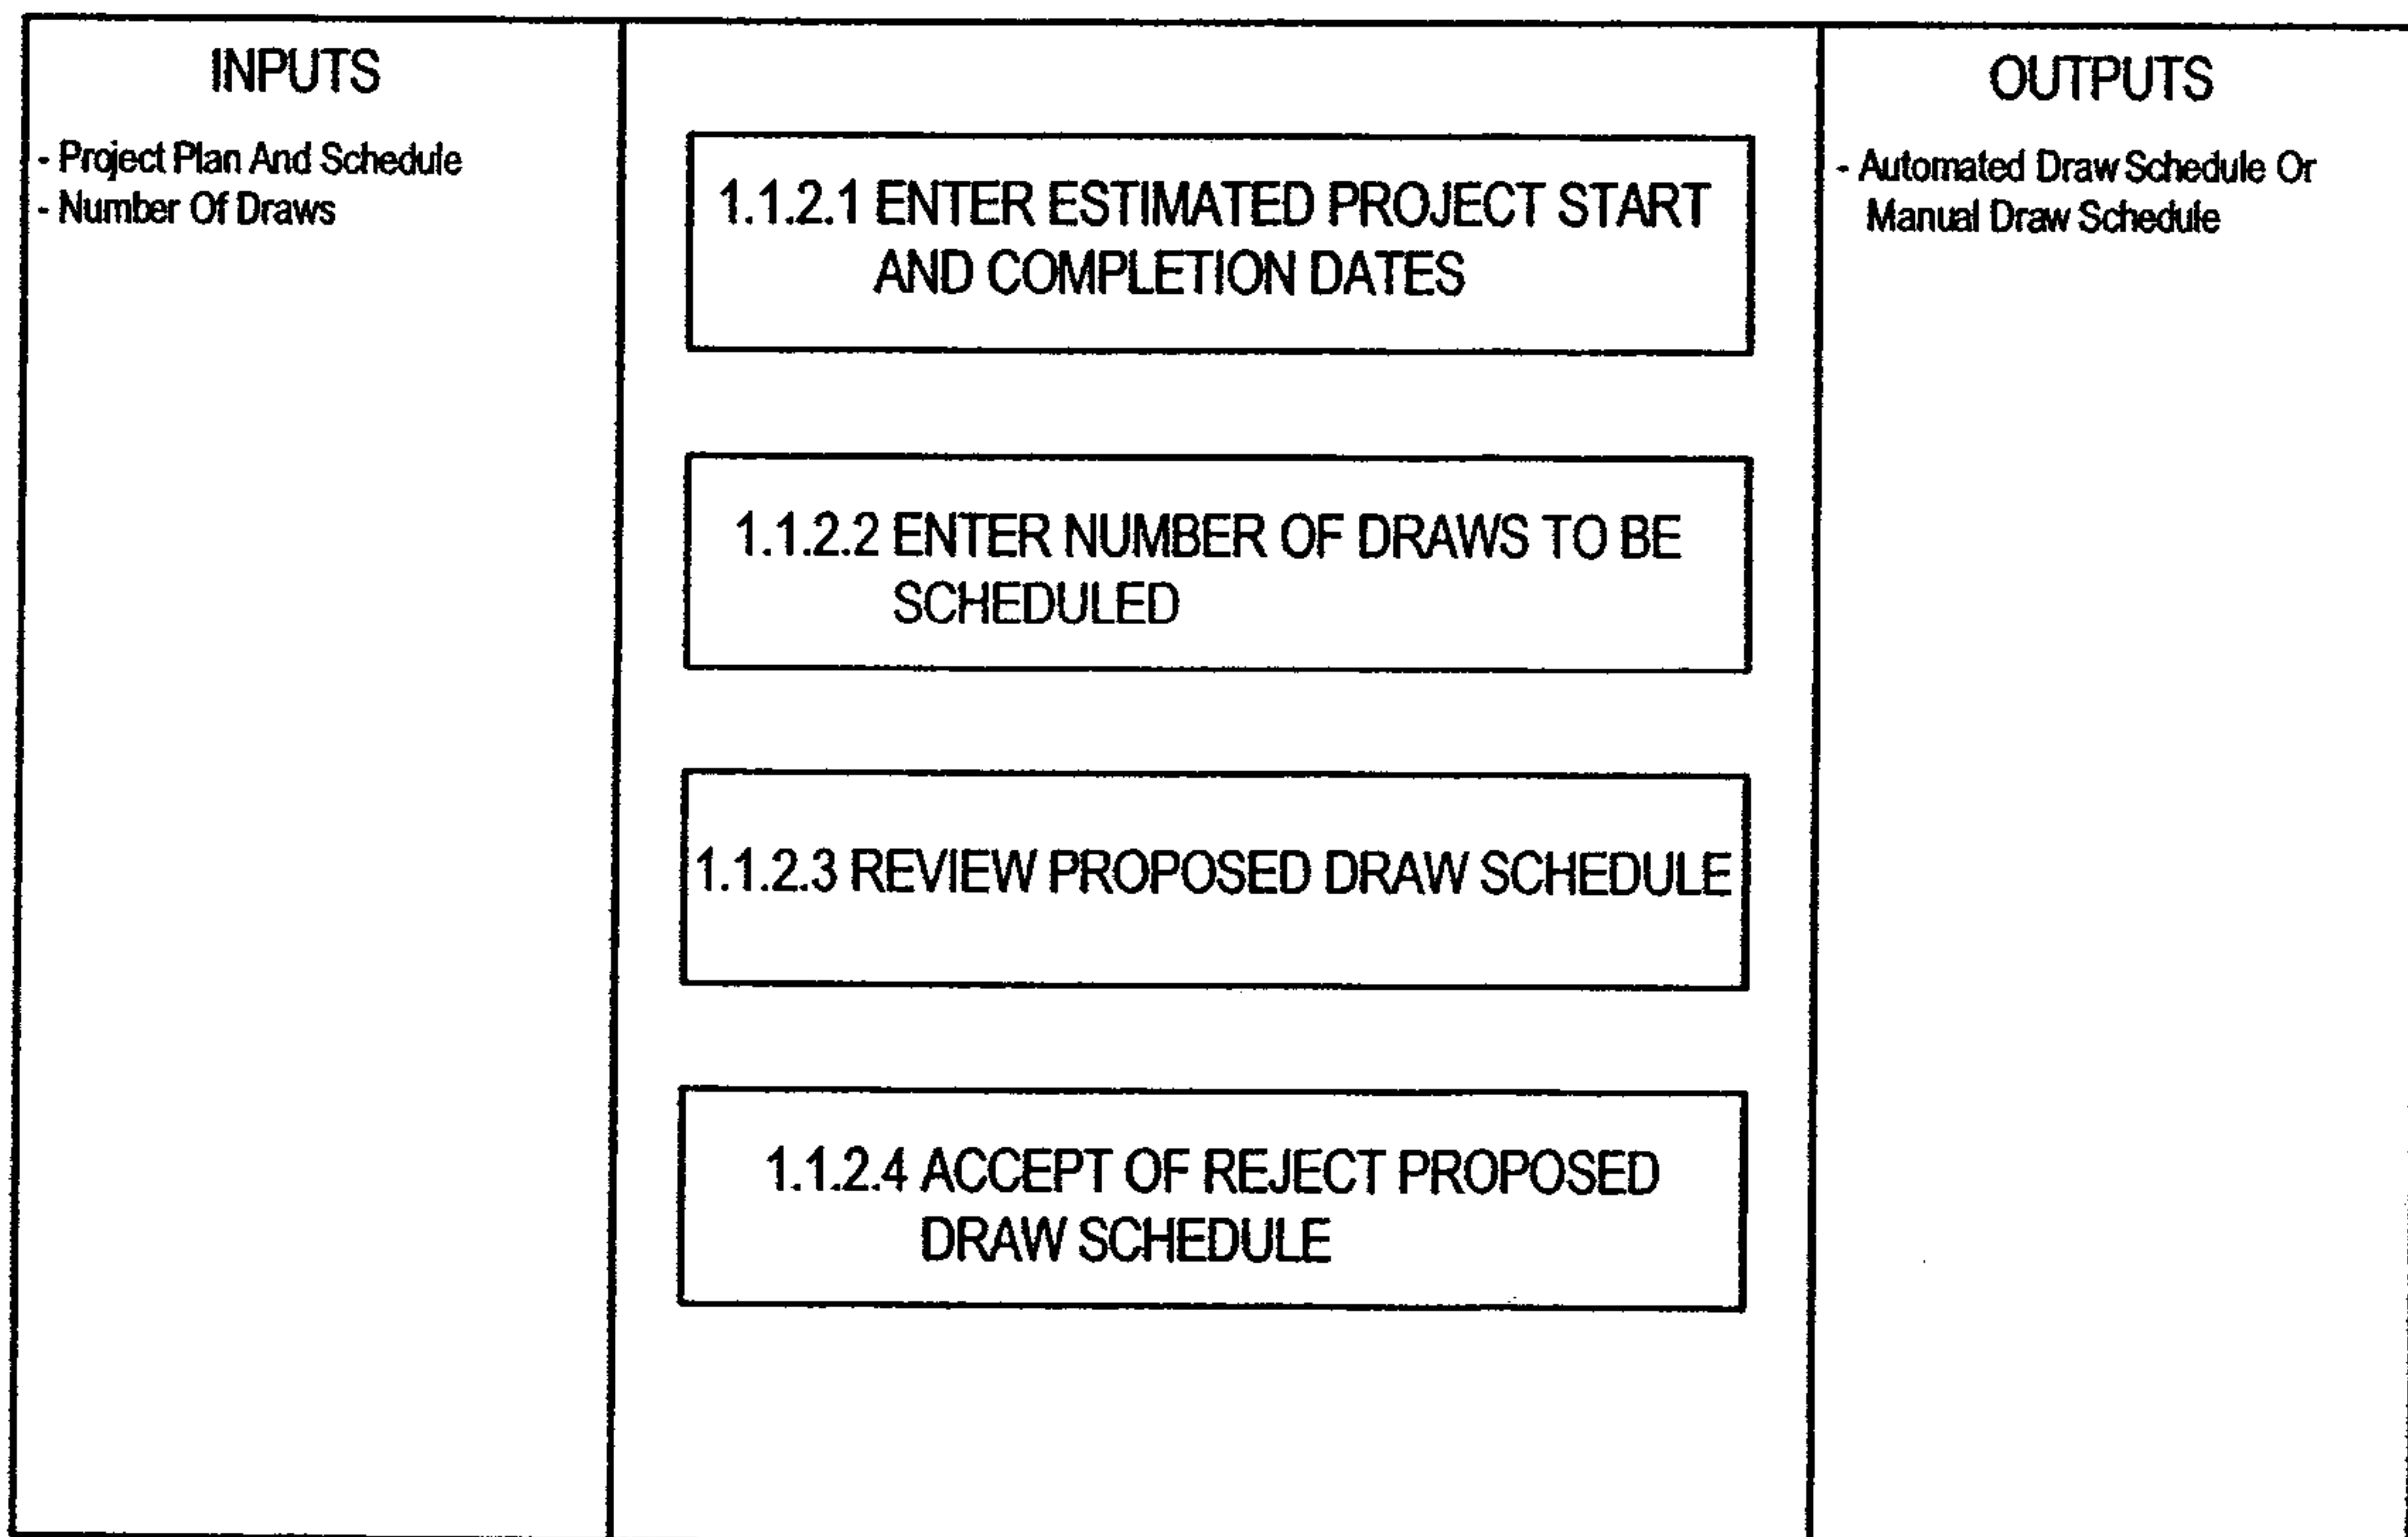 INPUTS
- Project Plan And Schedule
- Number Of Draws
1.1.2.1 ENTER ESTIMATED PROJECT START
AND COMPLETION DATES
1.1.2.2 ENTER NUMBER OF DRAWS TO BE
SCHEDULED
1.1.2.3 REVIEW PROPOSED DRAW SCHEDULE
1.1.2.4 ACCEPT OF REJECT PROPOSED
DRAW SCHEDULE
OUTPUTS
- Automated Draw Schedule Or
Manual Draw Schedule